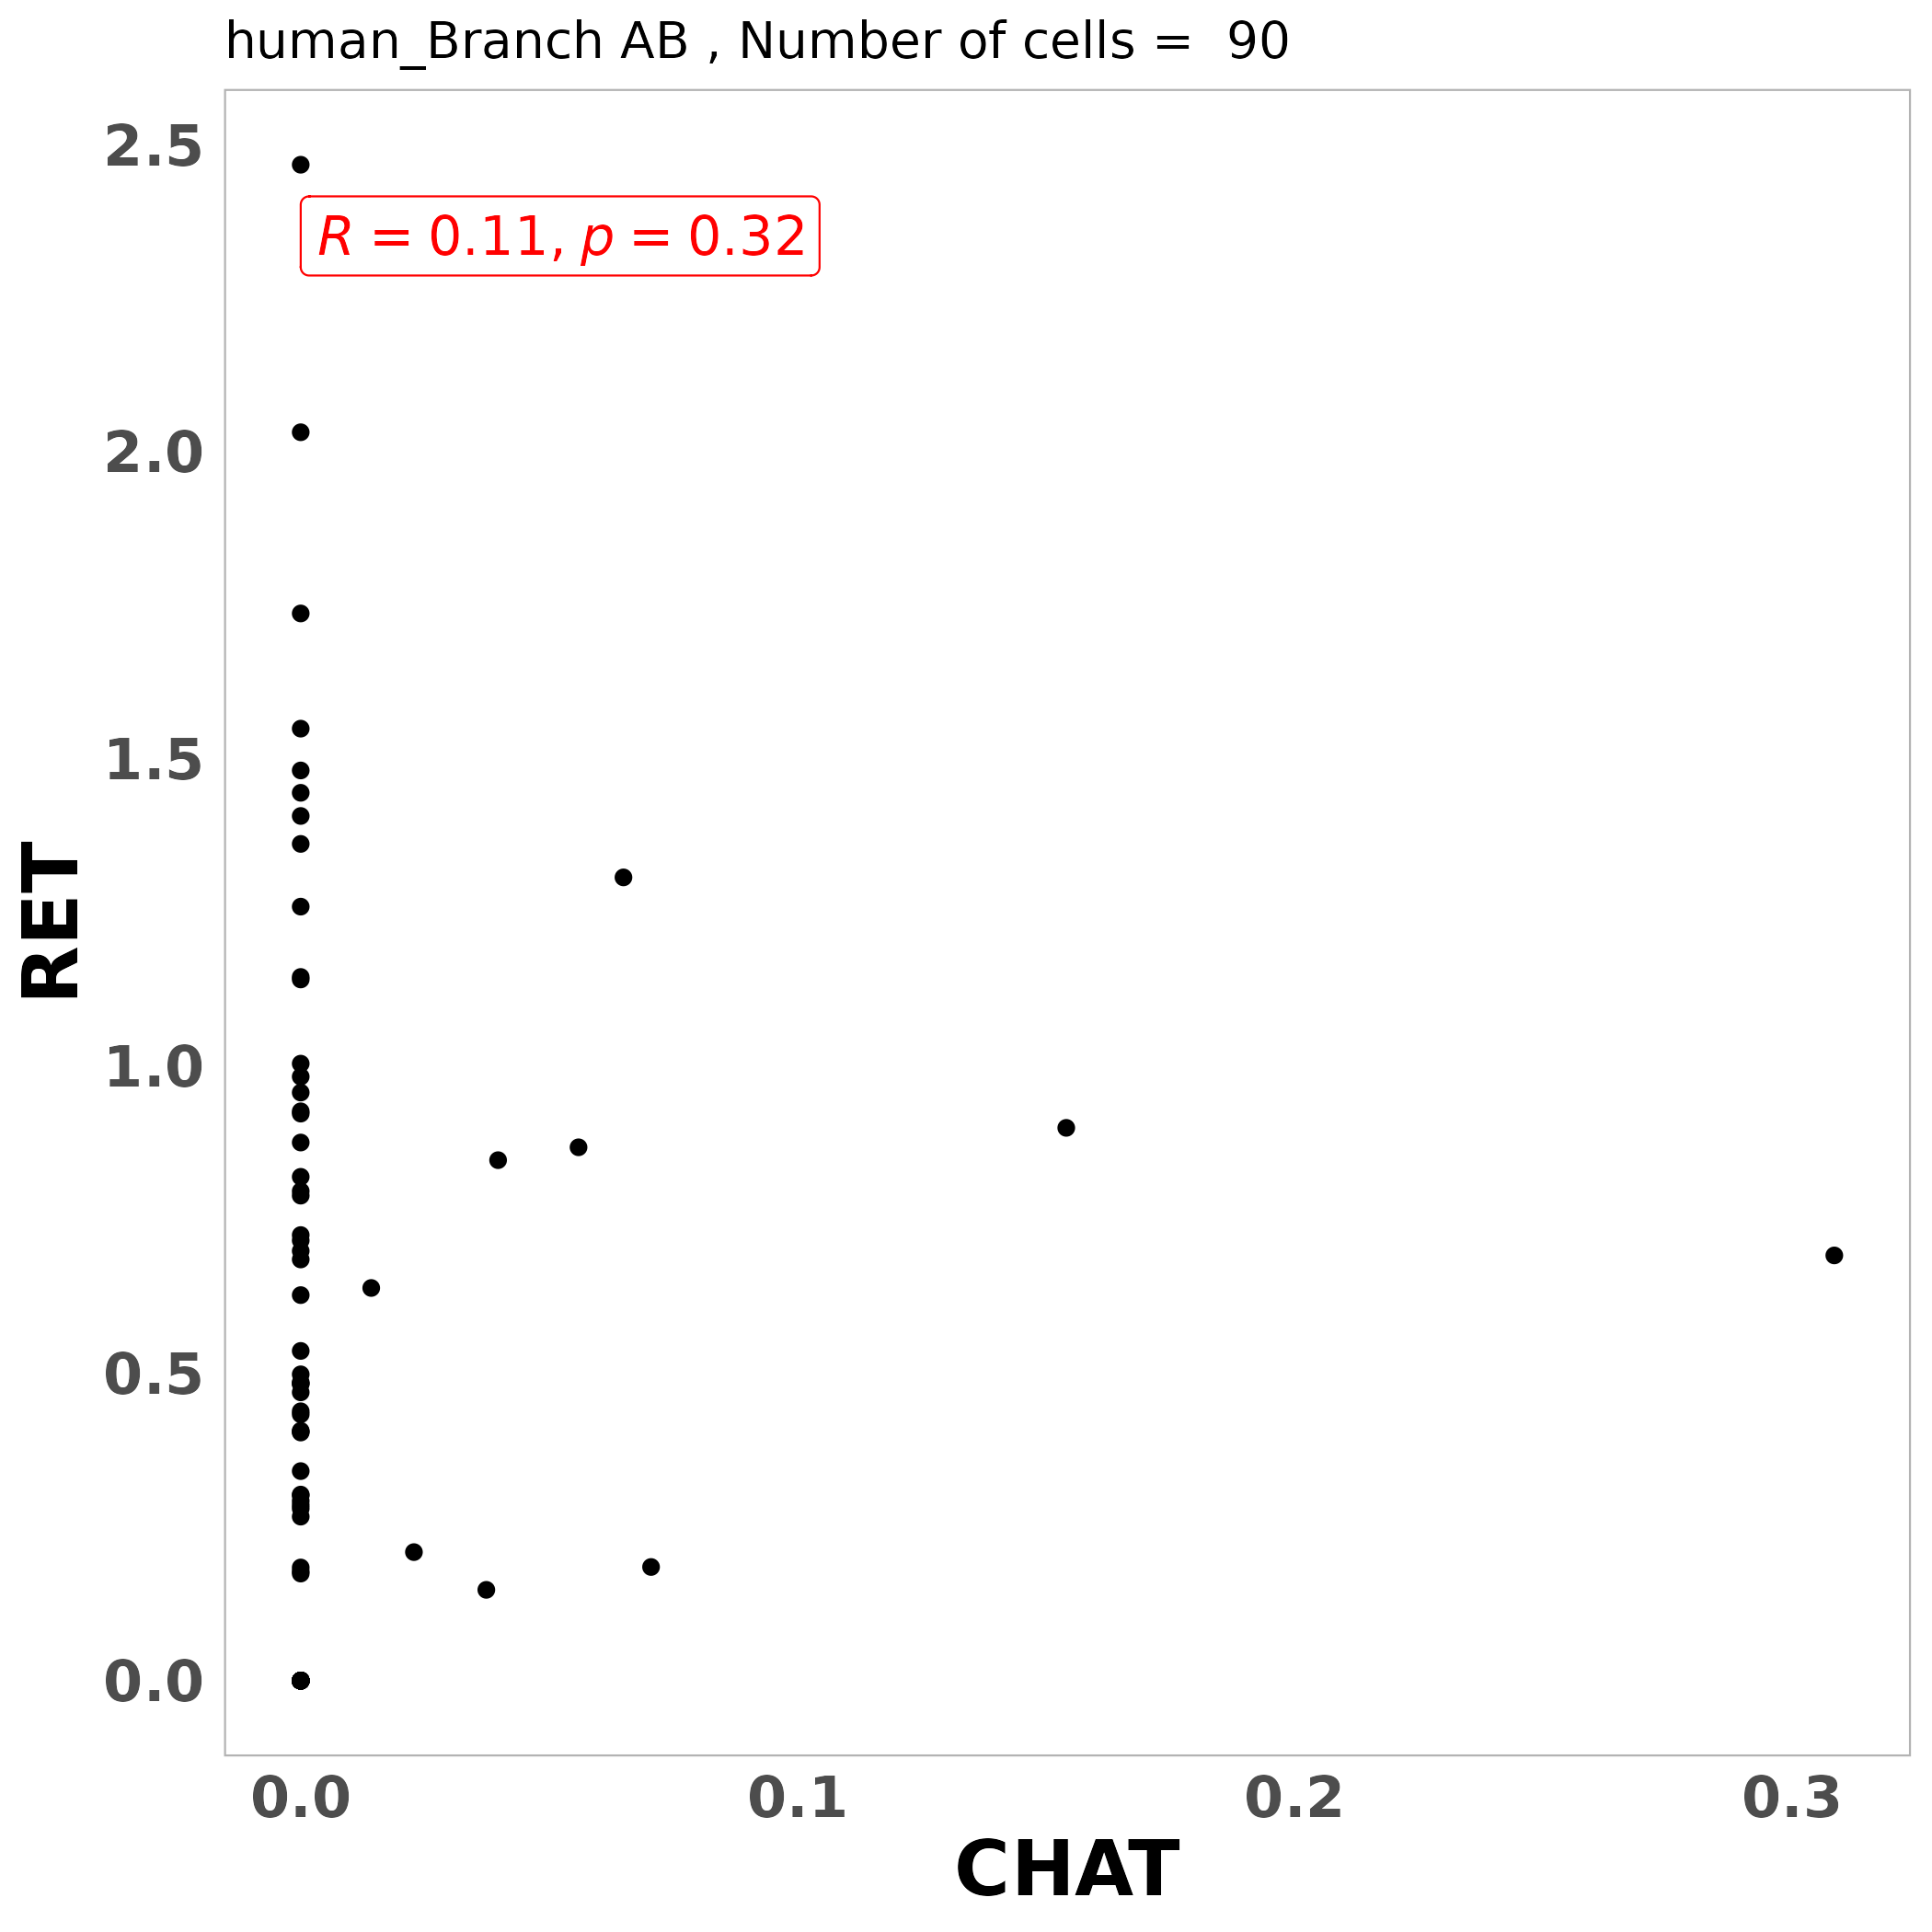 human_Branch AB , Number of cells =  90
2.5
R = 0.11, p = 0.32
2.0
1.5
RET
1.0
0.5
0.0
0.0 0.1 0.2 0.3
CHAT